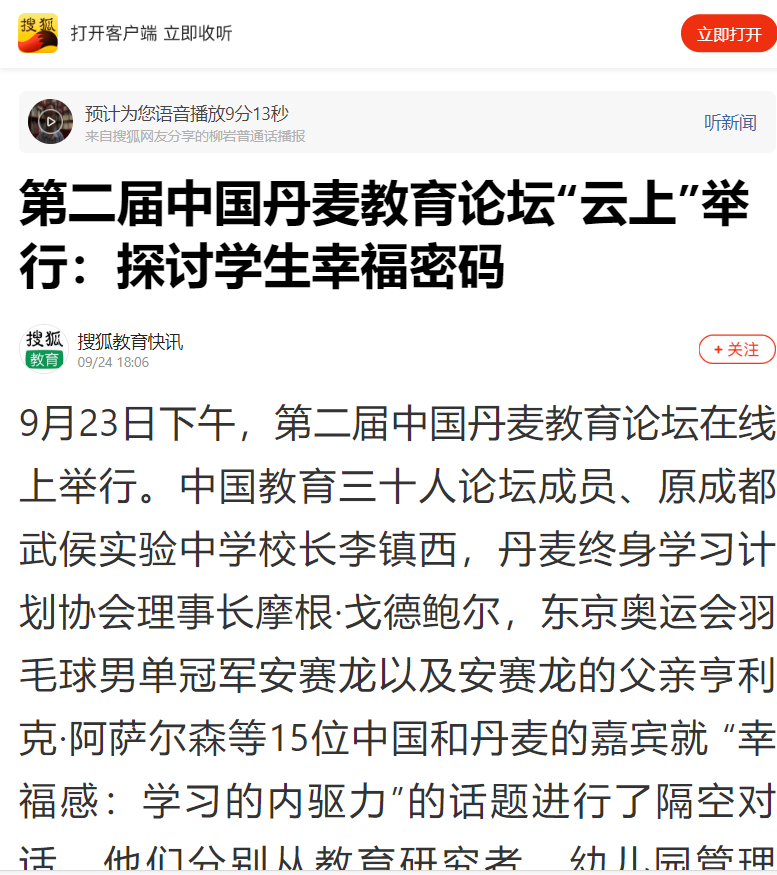 搜狐
打开客户端 立即收听
立即打开
预计为您语音播放9分13秒
来自搜狐网友分享的柳岩普通话播报
听新闻
第二届中国丹麦教育论坛“云上”举
行：探讨学生幸福密码
搜狐
教育
搜狐教育快讯
09/24 18:06
+ 关注
9月23日下午，第二届中国丹麦教育论坛在线
上举行。中国教育三十人论坛成员、原成都
武侯实验中学校长李镇西，丹麦终身学习计
划协会理事长摩根·戈德鲍尔，东京奥运会羽
毛球男单冠军安赛龙以及安赛龙的父亲亨利
克·阿萨尔森等15位中国和丹麦的嘉宾就 “幸
福感：学习的内驱力”的话题进行了隔空对
话，他们分别从教育研究者、幼儿园管理